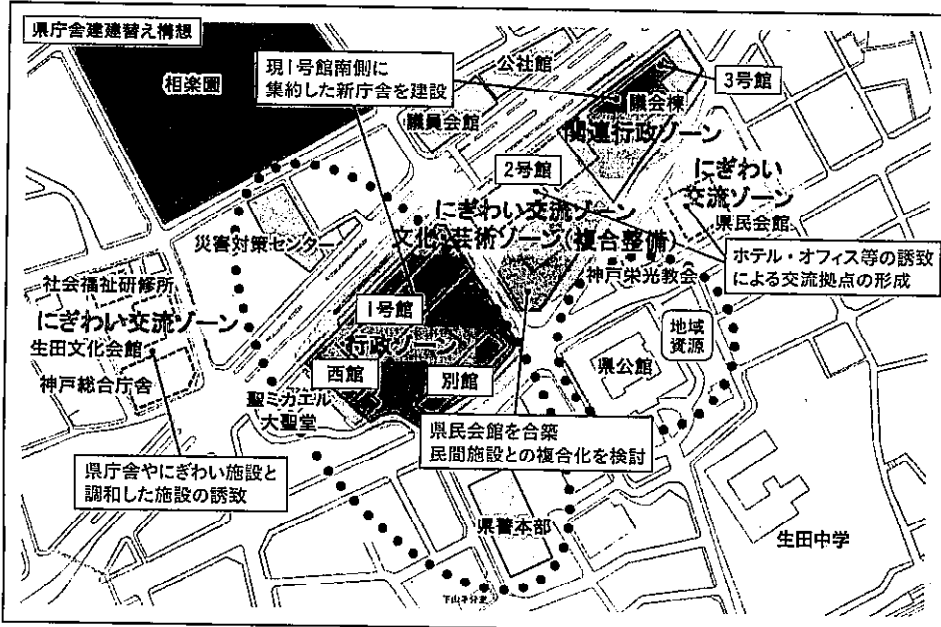 県庁舎建建替え構想
現1号館南側に
集約した新庁舎を建設
公社館
3号館
相楽園
議員会館
議会棟
関連行政ゾーン
2号館
にぎわい
交流ゾーン
県民会館
にぎわい交流ゾーン
文化・芸術ゾーン(複合整備)
災害対策センター
神戸栄光教会
ホテル・オフィス等の誘致
による交流拠点の形成
社会福祉研修所
にぎわい交流ゾーン
生田文化会館
神戸総合庁舎
1号館
行政ゾーン
西館
別館
地域
資源
県公館
聖ミカエル
大聖堂
県民会館を合築
民間施設との複合化を検討
県庁舎やにぎわい施設と
調和した施設の誘致
県警本部
生田中学